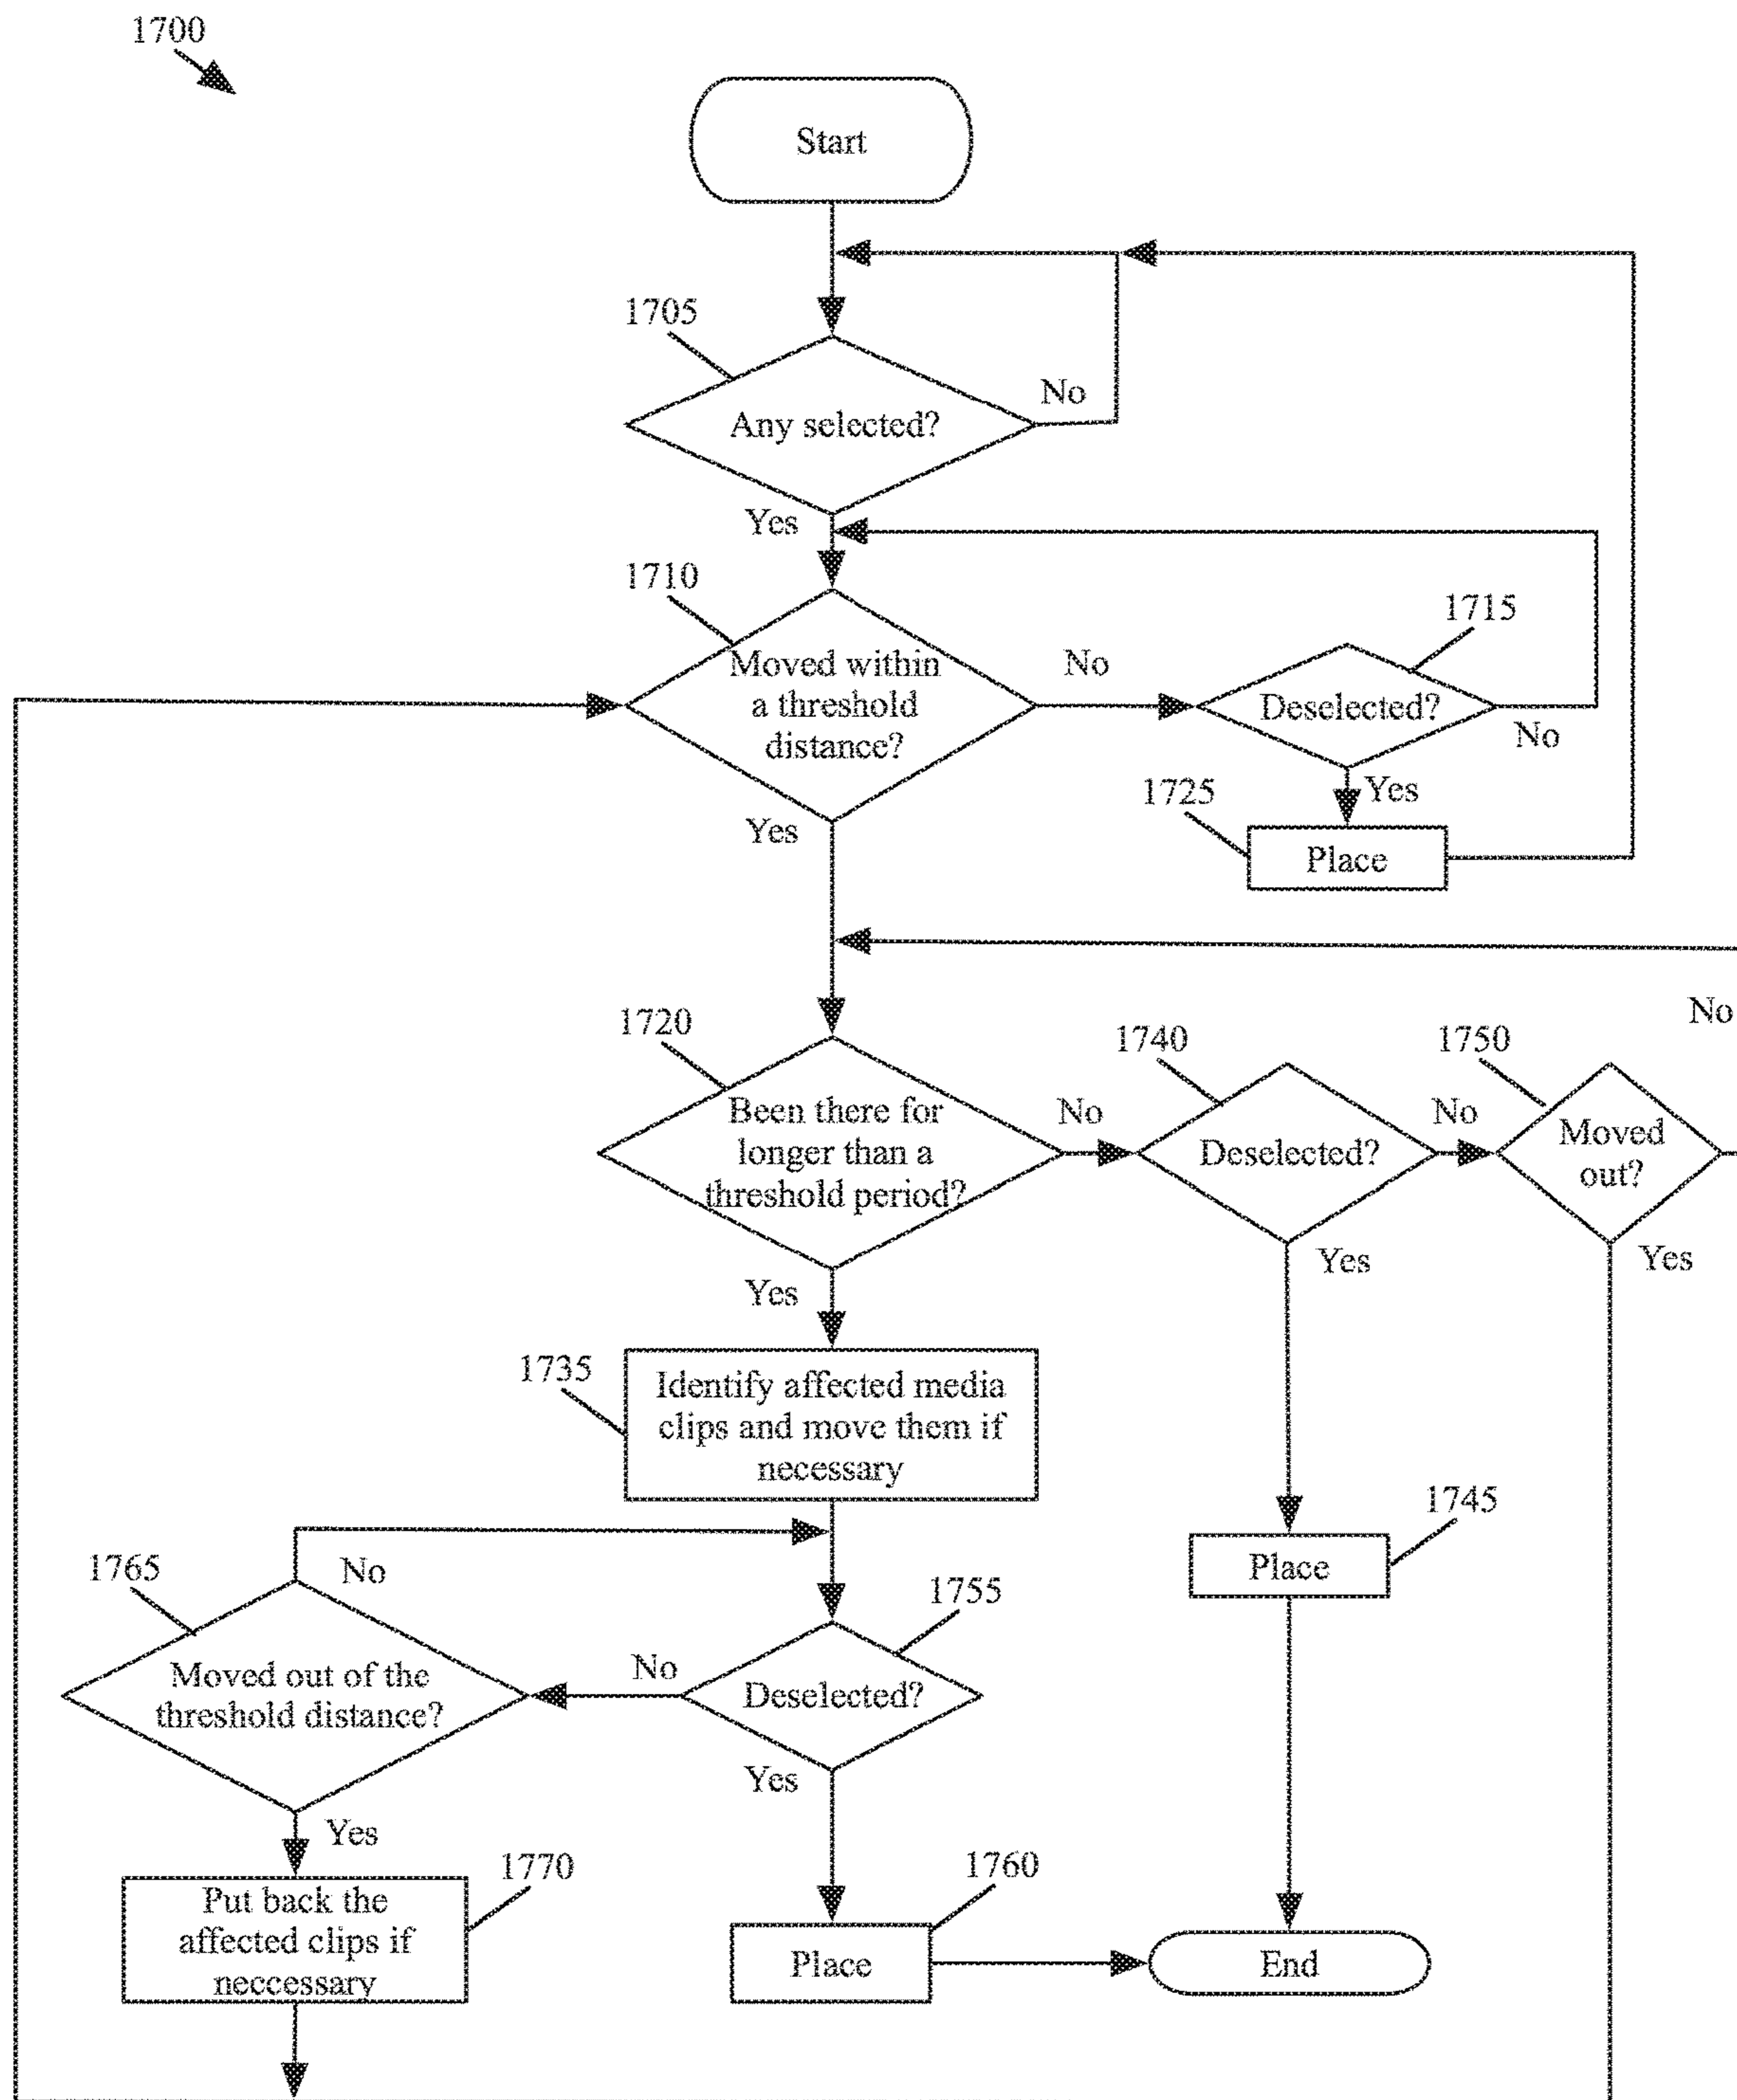 1700
Start
1705
Any selected?
No
Yes
1710
Moved within
a threshold
distance?
No
1715
Deselected?
No
Yes
1725
Place
Yes
1720
Been there for
longer than a
threshold period?
No
1740
Deselected?
No
1750
Moved
out?
No
Yes
Yes
Yes
1735
Identify affected media
clips and move them if
necessary
1745
Place
1765
No
Moved out of the
threshold distance?
No
1755
Deselected?
Yes
Yes
1770
Put back the
affected clips if
neccessary
1760
Place
End